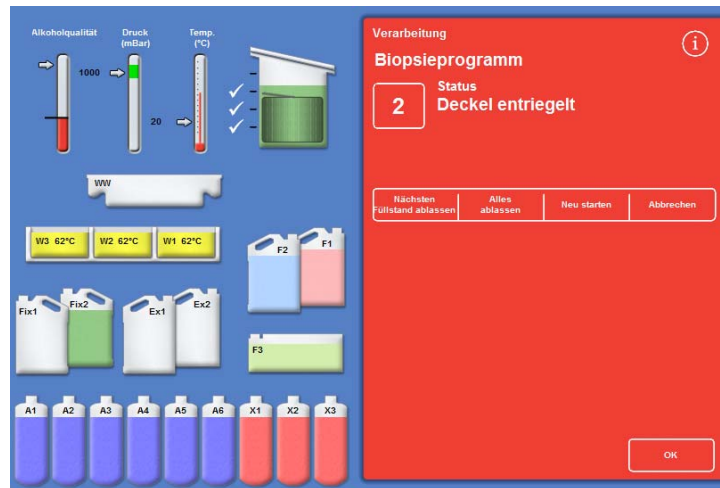 Alkoholqualität
Druck
(mBar)
Temp.
(°C)
1000
20
WW
W3 62°C
W2 62°C
W1 62°C
F2
F1
Fix1
Fix2
Ex1
Ex2
F3
A1
A2
A3
A4
A5
A6
X1
X2
X3
Verarbeitung
i
Biopsieprogramm
2
Status
Deckel entriegelt
Nächsten
Füllstand ablassen
Alles
ablassen
Neu starten
Abbrechen
OK